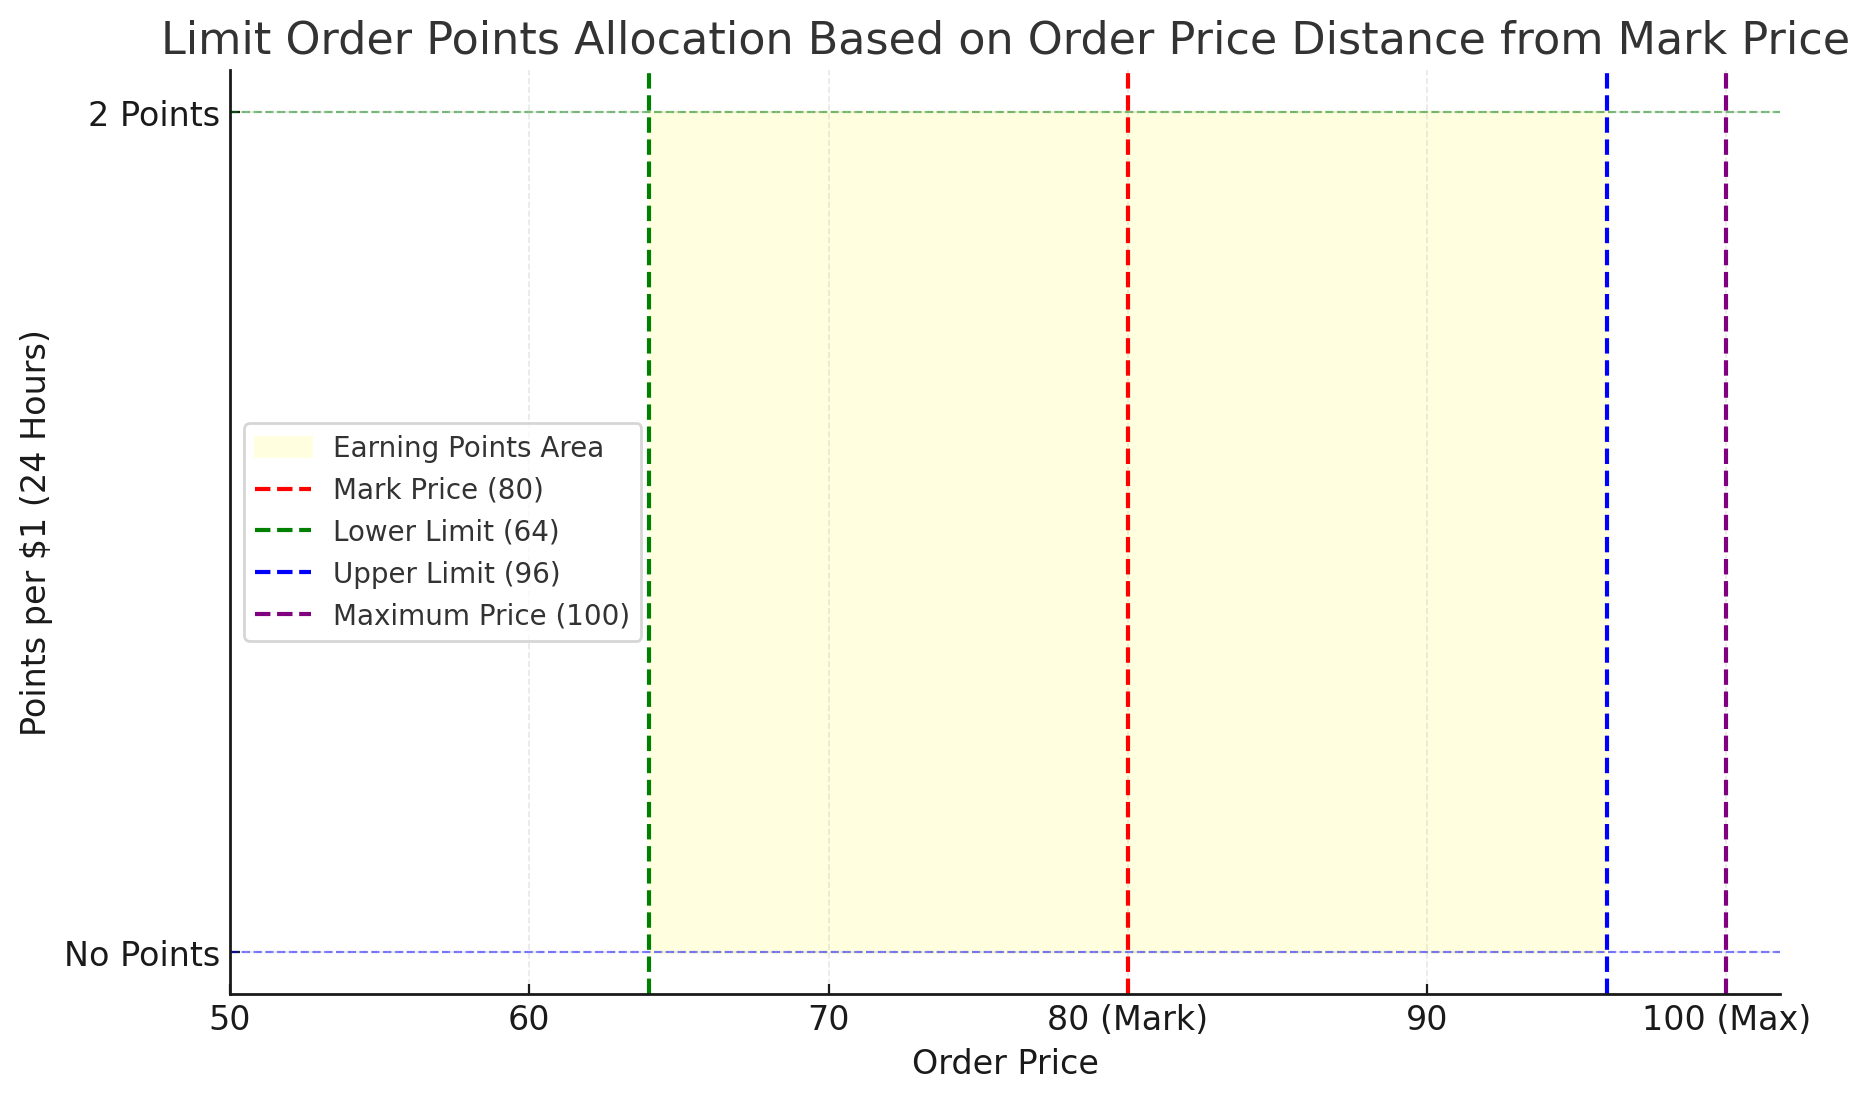 Limit Order Points Allocation Based on Order Price Distance from Mark Price
2 Points
Points per $1 (24 Hours)
Earning Points Area
Mark Price (80)
Lower Limit (64)
Upper Limit (96)
Maximum Price (100)
No Points
50 60 70 80 (Mark) 90 100 (Max)
Order Price